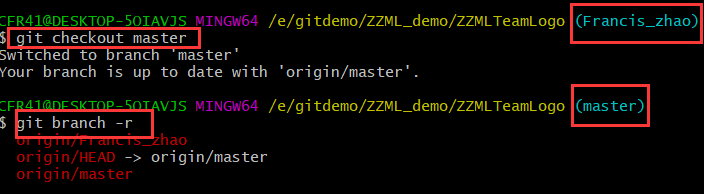 CFR41@DESKTOP-5OIAVJS MINGW64 /e/gitdemo/ZZML_demo/ZZMLTeamLogo (Francis_zhao)
$ git checkout master
Switched to branch 'master'
Your branch is up to date with 'origin/master'.
CFR41@DESKTOP-5OIAVJS MINGW64 /e/gitdemo/ZZML_demo/ZZMLTeamLogo (master)
$ git branch -r
origin/Francis_zhao
origin/HEAD -> origin/master
origin/master